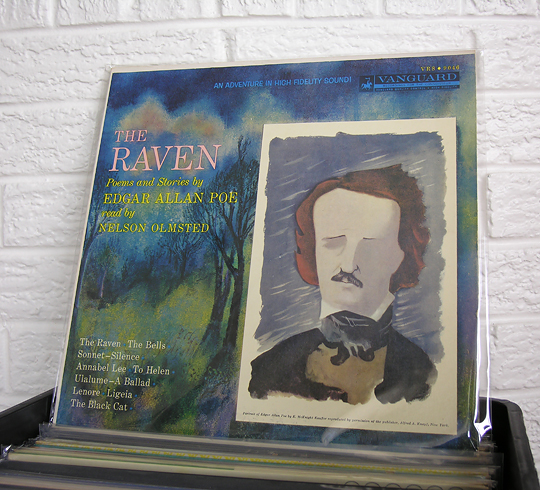 AN ADVENTURE IN HIGH FIDELITY SOUND!
VANGUARD
THE
RAVEN
Poems and Stories by
EDGAR ALLAN POE
read by
NELSON OLMSTED
The Raven The Bells
Sonnet–Silence
Annabel Lee To Helen
Ulalume–A Ballad
Lenore Ligeia
The Black Cat